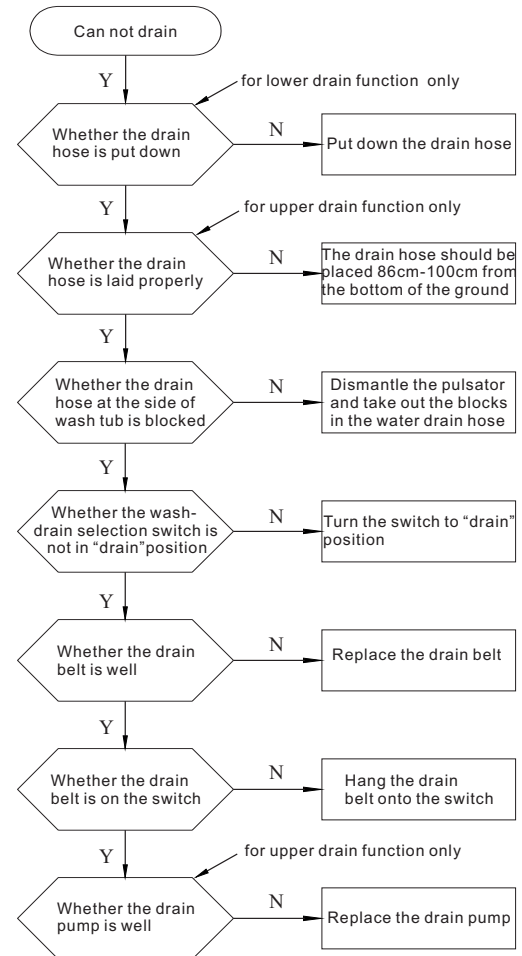 Can not drain
Y
for lower drain function only
Whether the drain
hose is put down
N
Put down the drain hose
Y
for upper drain function only
Whether the drain
hose is laid properly
N
The drain hose should be
placed 86cm-100cm from
the bottom of the ground
Y
Whether the drain
hose at the side of
wash tub is blocked
N
Dismantle the pulsator
and take out the blocks
in the water drain hose
Y
Whether the wash-
drain selection switch is
not in “drain”position
N
Turn the switch to “drain”
position
Y
Whether the drain
belt is well
N
Replace the drain belt
Y
Whether the drain
belt is on the switch
N
Hang the drain
belt onto the switch
Y
for upper drain function only
Whether the drain
pump is well
N
Replace the drain pump